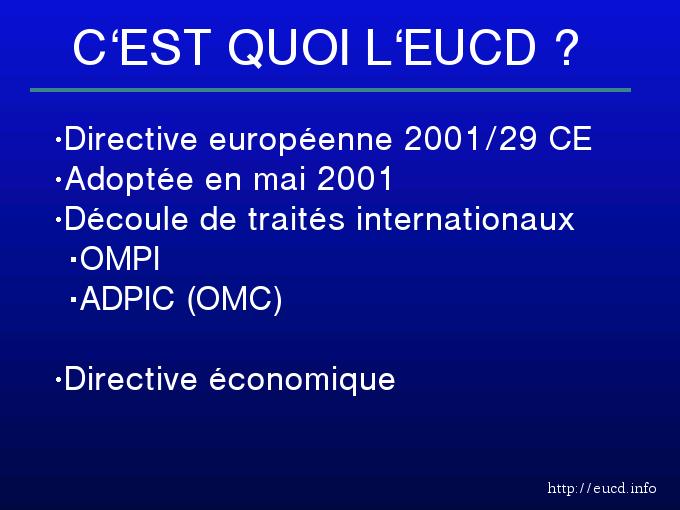 C‘EST QUOI L‘EUCD ?
·Directive européenne 2001/29 CE
·Adoptée en mai 2001
·Découle de traités internationaux
·OMPI
·ADPIC (OMC)
·Directive économique
http://eucd.info